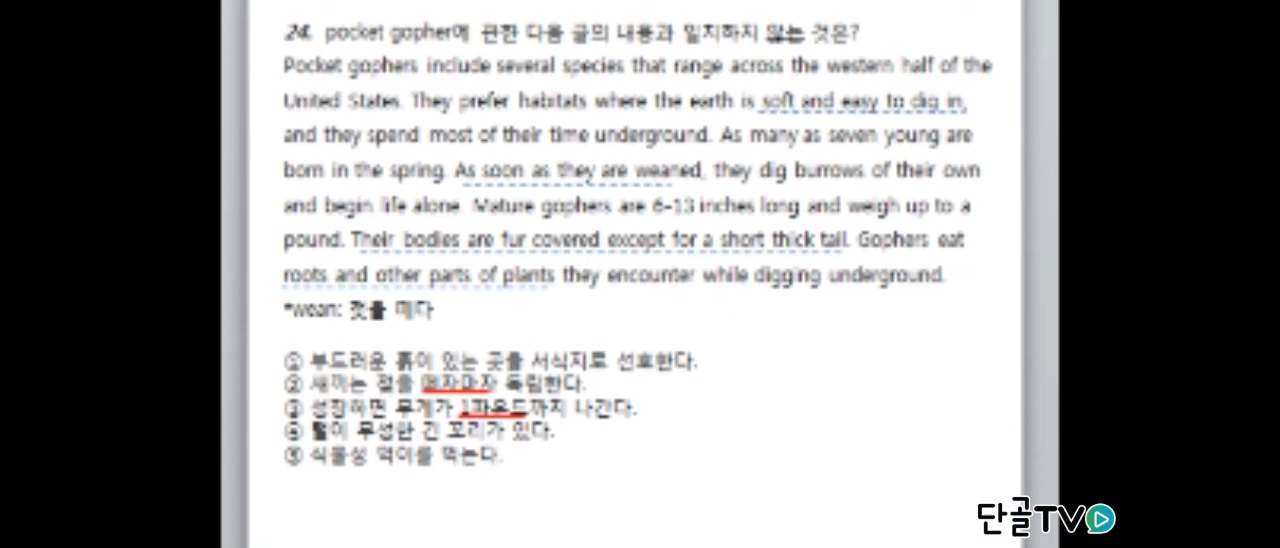 24. pocket gopher에 관한 다음 글의 내용과 일치하지 않는 것은?
Pocket gophers include several species that range across the western half of the
United States. They prefer habitats where the earth is soft and easy to dig in,
and they spend most of their time underground. As many as seven young are
born in the spring. As soon as they are weaned, they dig burrows of their own
and begin life alone. Mature gophers are 6-13 inches long and weigh up to a
pound. Their bodies are fur covered except for a short thick tail. Gophers eat
roots and other parts of plants they encounter while digging underground.
*wean: 젖을 떼다
① 부드러운 흙이 있는 곳을 서식지로 선호한다.
② 새끼는 젖을 떼자마자 독립한다.
③ 성장하면 무게가 1파운드까지 나간다.
④ 털이 무성한 긴 꼬리가 있다.
⑤ 식물성 먹이를 먹는다.
단골TV